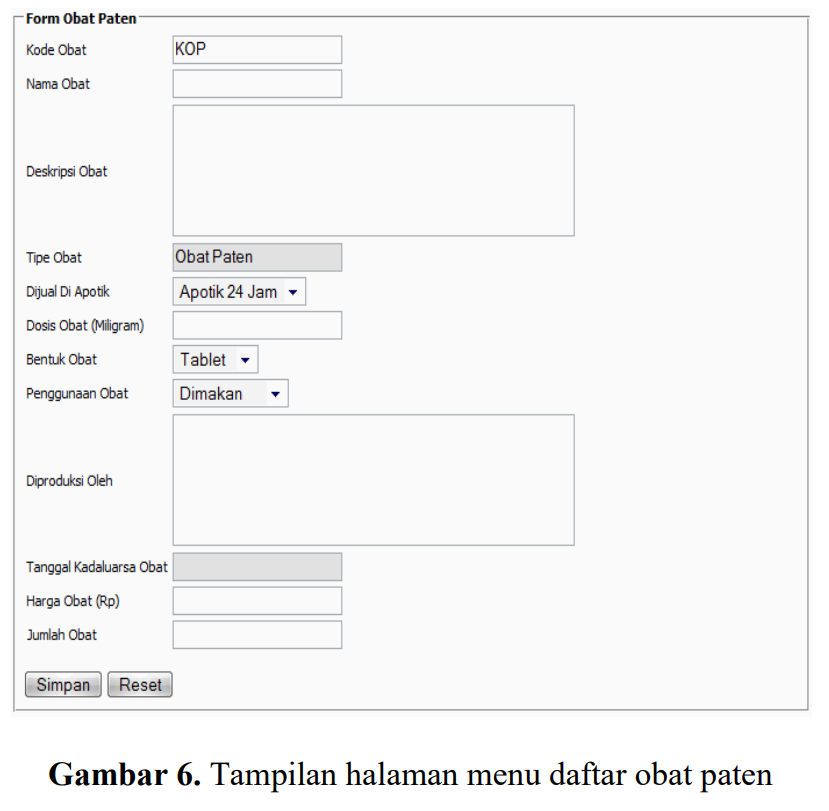 Form Obat Paten
Kode Obat KOP
Nama Obat
Deskripsi Obat
Tipe Obat Obat Paten
Dijual Di Apotik Apotik 24 Jam
Dosis Obat (Miligram)
Bentuk Obat Tablet
Penggunaan Obat Dimakan
Diproduksi Oleh
Tanggal Kadaluarsa Obat
Harga Obat (Rp)
Jumlah Obat
Simpan Reset
Gambar 6. Tampilan halaman menu daftar obat paten